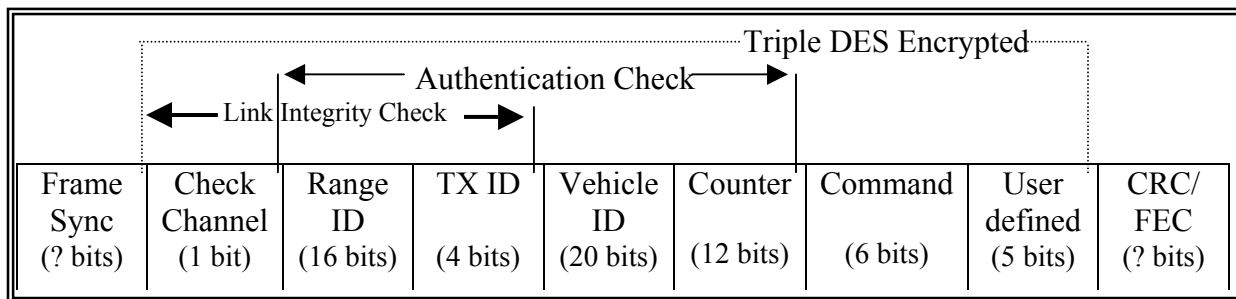 Triple DES Encrypted
Authentication Check
Link Integrity Check
Frame Sync (? bits)
Check Channel (1 bit)
Range ID (16 bits)
TX ID (4 bits)
Vehicle ID (20 bits)
Counter (12 bits)
Command (6 bits)
User defined (5 bits)
CRC/ FEC (? bits)